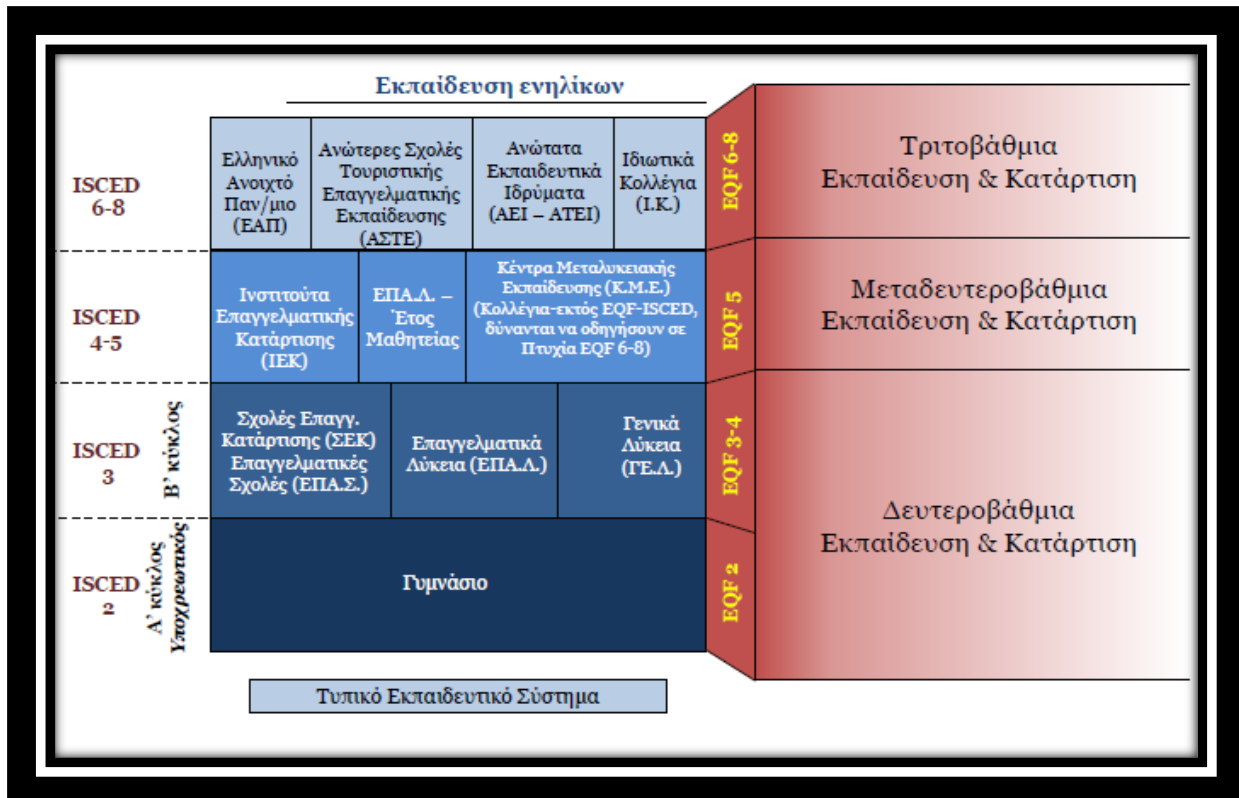 Εκπαίδευση ενηλίκων
ISCED
6-8
Ελληνικό
Ανοιχτό
Παν/μιο
(ΕΑΠ)
Ανώτερες Σχολές
Τουριστικής
Επαγγελματικής
Εκπαίδευσης
(ΑΣΤΕ)
Ανώτατα
Εκπαιδευτικά
Ιδρύματα
(ΑΕΙ – ΑΤΕΙ)
Ιδιωτικά
Κολλέγια
(Ι.Κ.)
EQF 6-8
Τριτοβάθμια
Εκπαίδευση & Κατάρτιση
ISCED
4-5
Ινστιτούτα
Επαγγελματικής
Κατάρτισης
(ΙΕΚ)
ΕΠΑ.Λ. –
Έτος
Μαθητείας
Κέντρα Μεταλυκειακής
Εκπαίδευσης (Κ.Μ.Ε.)
(Κολλέγια-εκτός EQF-ISCED,
δύνανται να οδηγήσουν σε
Πτυχία EQF 6-8)
EQF 5
Μεταδευτεροβάθμια
Εκπαίδευση & Κατάρτιση
ISCED
3
Β’ κύκλος
Σχολές Επαγγ.
Κατάρτισης (ΣΕΚ)
Επαγγελματικές
Σχολές (ΕΠΑ.Σ.)
Επαγγελματικά
Λύκεια (ΕΠΑ.Λ.)
Γενικά
Λύκεια
(ΓΕ.Λ.)
EQF 3-4
Δευτεροβάθμια
Εκπαίδευση & Κατάρτιση
ISCED
2
Α’ κύκλος
Υποχρεωτικός
Γυμνάσιο
EQF 2
Τυπικό Εκπαιδευτικό Σύστημα